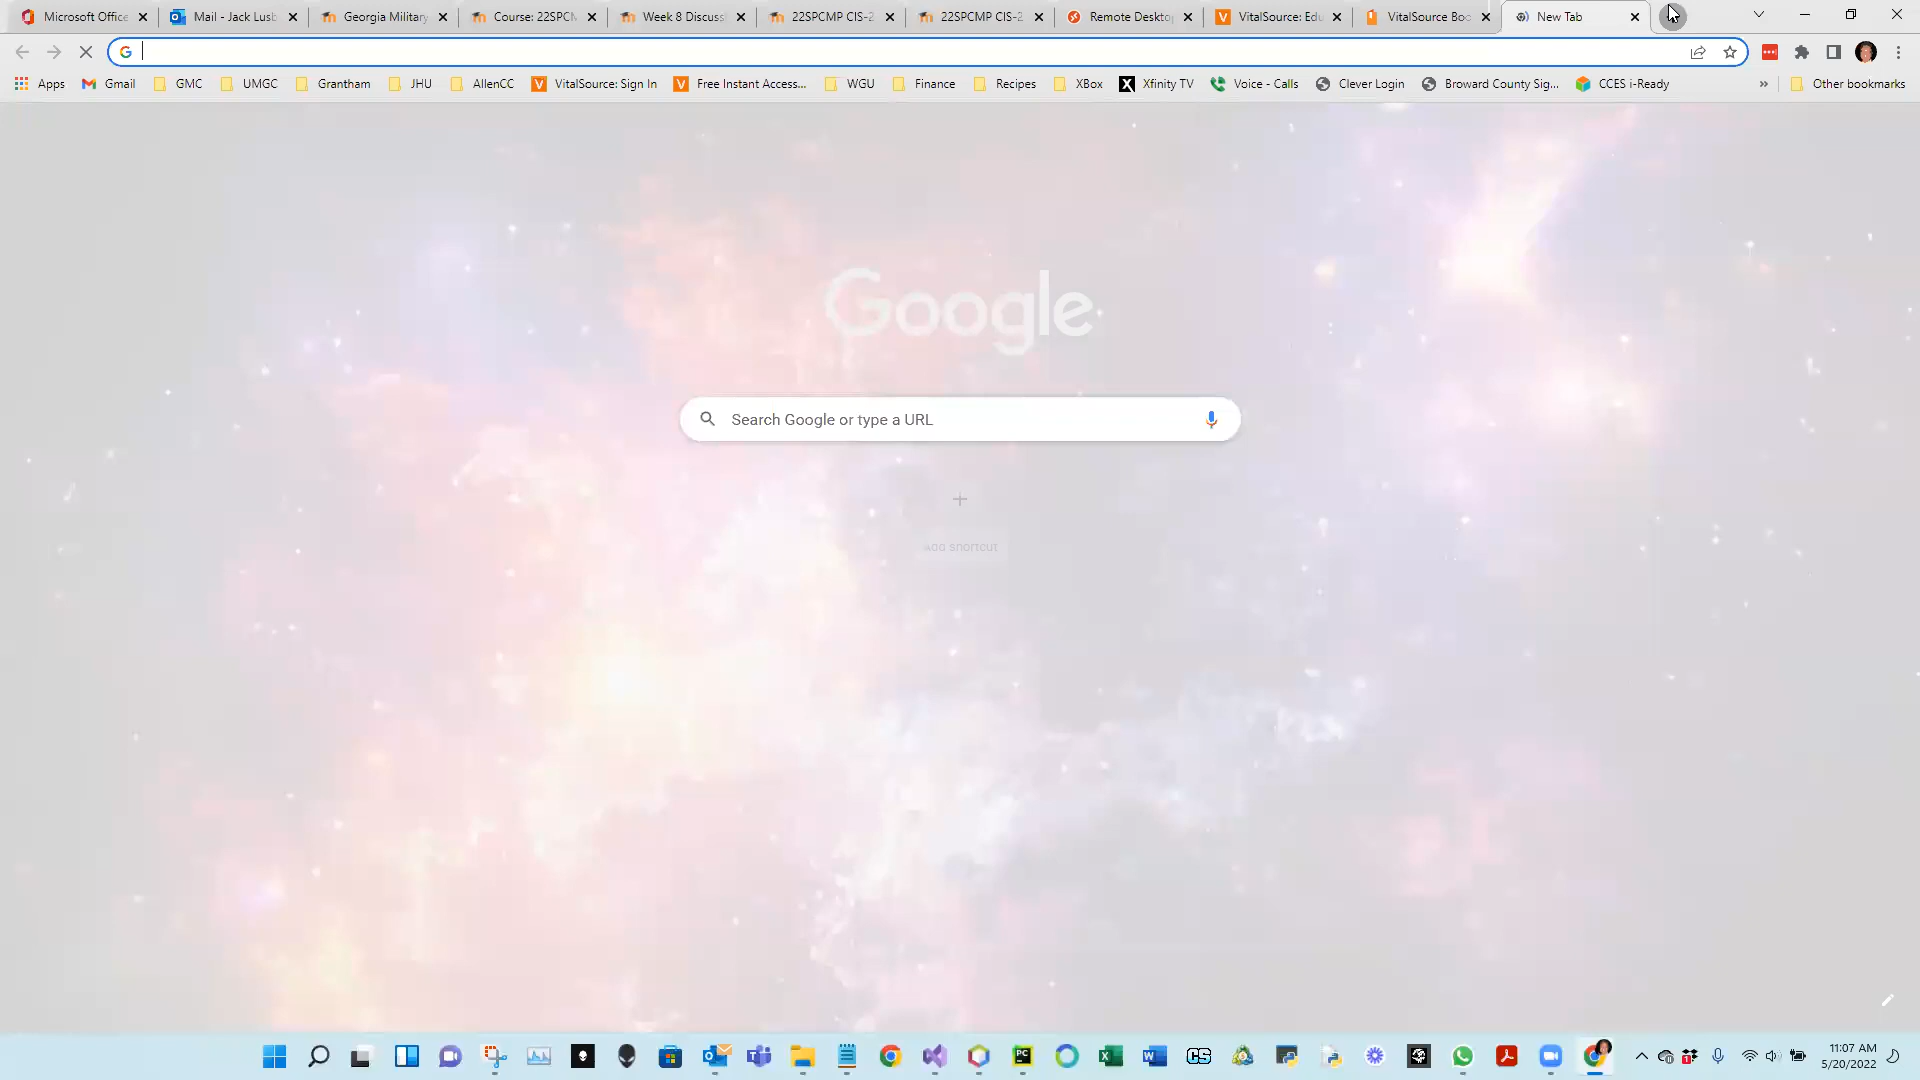 Microsoft Office
Mail - Jack Lusb
Georgia Military
Course: 22SPCM
Week 8 Discuss
22SPCMP CIS-2
22SPCMP CIS-2
Remote Deskto
VitalSource: Edu
VitalSource Boo
New Tab
Apps
Gmail
GMC
UMGC
Grantham
JHU
AllenCC
VitalSource: Sign In
Free Instant Access...
WGU
Finance
Recipes
XBox
Xfinity TV
Voice - Calls
Clever Login
Broward County Sig...
CCES i-Ready
»
Other bookmarks
Google
Search Google or type a URL
Add shortcut
11:07 AM
5/20/2022